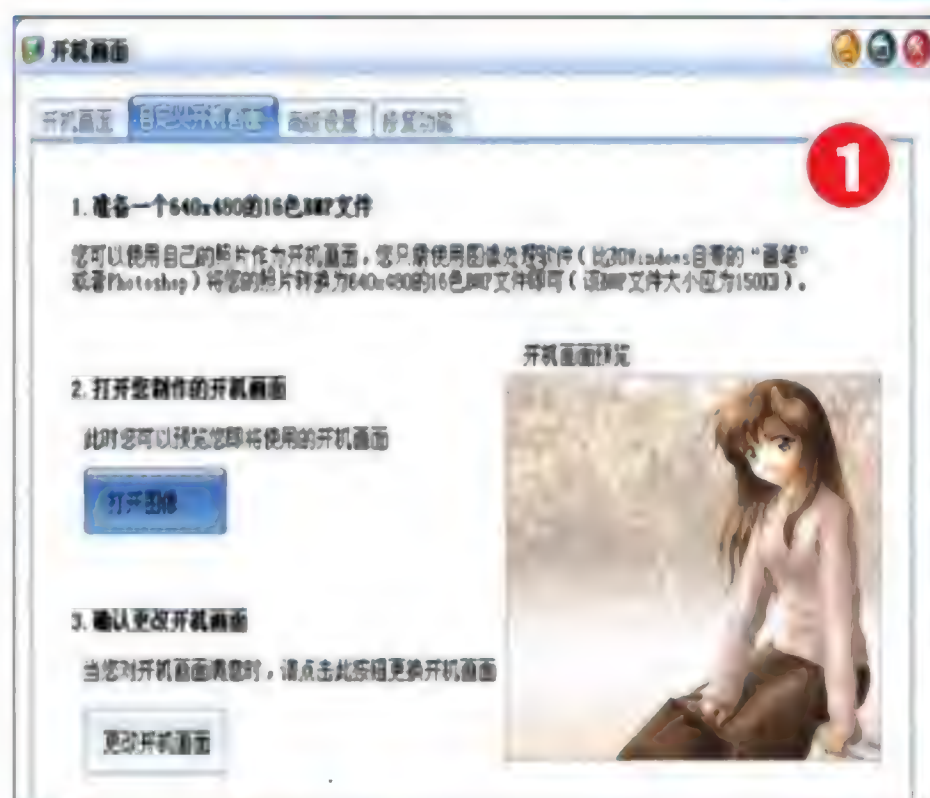 开机画面
开机画面 自定义开机画面 高级设置 修复功能
1
1. 准备一个640x480的16色BMP文件
您可以使用自己的照片作为开机画面，您只需使用图像处理软件（比如Windows自带的“画笔”
或者Photoshop）将您的照片转换为640x480的16色BMP文件即可（该BMP文件大小应为150KB）。
开机画面预览
2. 打开您制作的开机画面
此时您可以预览您即将使用的开机画面
打开图像
3. 确认更改开机画面
当您对开机画面满意时，请点击此按钮更换开机画面
更改开机画面